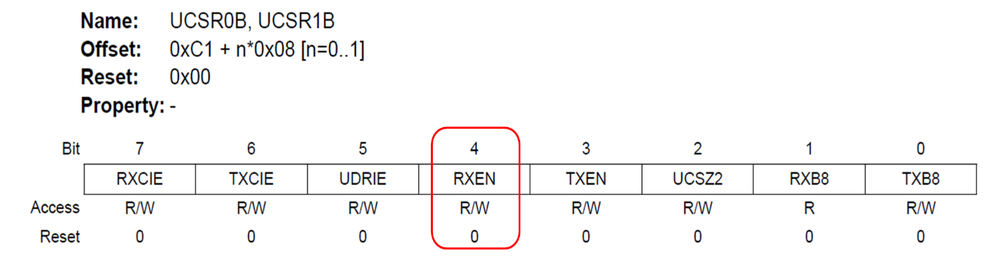 Name: UCSR0B, UCSR1B
Offset: 0xC1 + n*0x08 [n=0..1]
Reset: 0x00
Property: -
Bit 7 6 5 4 3 2 1 0
RXCIE TXCIE UDRIE RXEN TXEN UCSZ2 RXB8 TXB8
Access R/W R/W R/W R/W R/W R/W R R/W
Reset 0 0 0 0 0 0 0 0